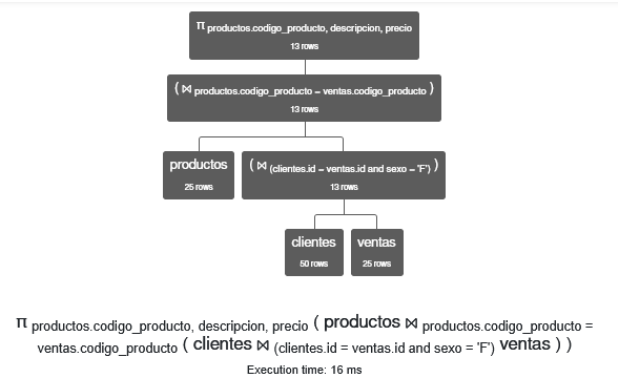 π productos.codigo_producto, descripcion, precio
13 rows
( ⋈ productos.codigo_producto = ventas.codigo_producto )
13 rows
productos
25 rows
( ⋈ (clientes.id = ventas.id and sexo = 'F') )
13 rows
clientes
50 rows
ventas
25 rows
π productos.codigo_producto, descripcion, precio ( productos ⋈ productos.codigo_producto =
ventas.codigo_producto ( clientes ⋈ (clientes.id = ventas.id and sexo = 'F') ventas ) )
Execution time: 16 ms